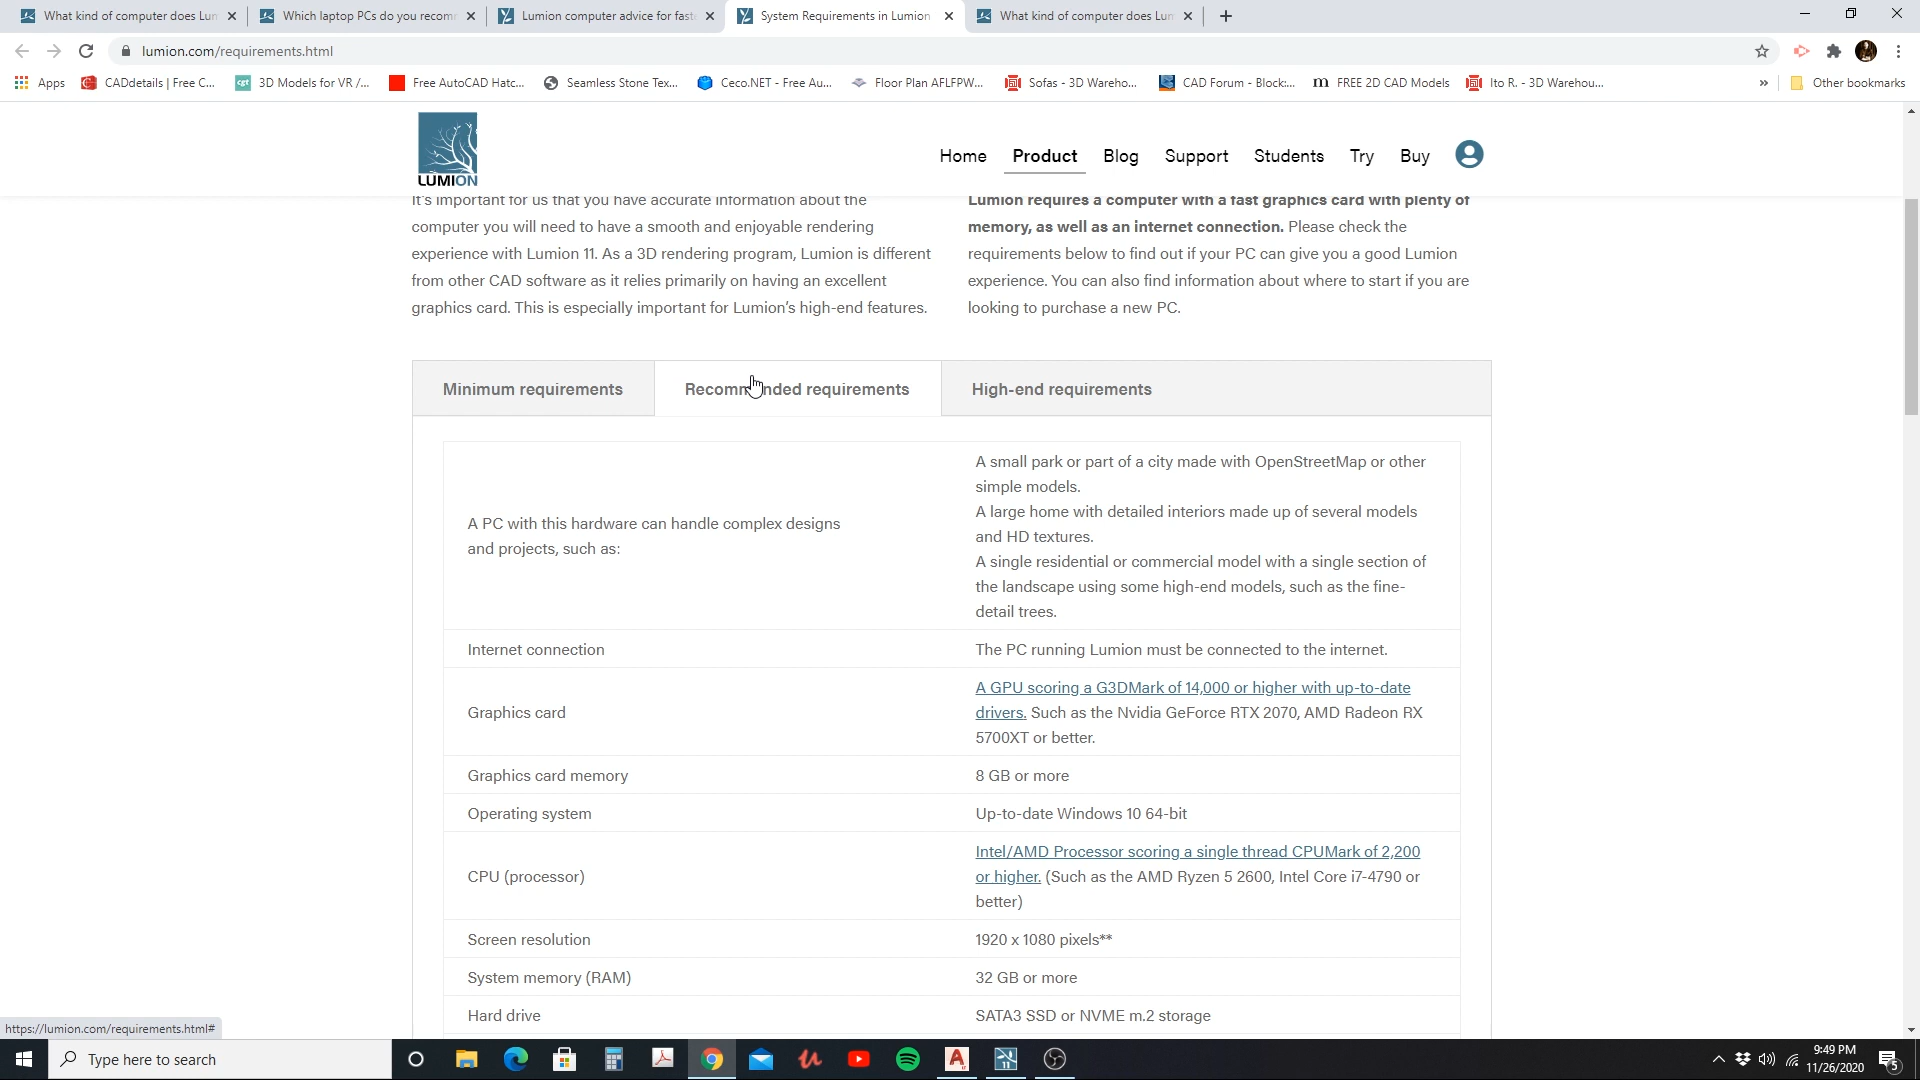 What kind of computer does Lum
Which laptop PCs do you recom
Lumion computer advice for fast
System Requirements in Lumion
What kind of computer does Lum
lumion.com/requirements.html
Apps
CADdetails | Free C...
3D Models for VR /...
Free AutoCAD Hatc...
Seamless Stone Tex...
Ceco.NET - Free Au...
Floor Plan AFLFPW...
Sofas - 3D Wareho...
CAD Forum - Block:...
FREE 2D CAD Models
Ito R. - 3D Warehou...
»
Other bookmarks
LUMION
Home
Product
Blog
Support
Students
Try
Buy
It's important for us that you have accurate information about the
computer you will need to have a smooth and enjoyable rendering
experience with Lumion 11. As a 3D rendering program, Lumion is different
from other CAD software as it relies primarily on having an excellent
graphics card. This is especially important for Lumion's high-end features.
Lumion requires a computer with a fast graphics card with plenty of
memory, as well as an internet connection. Please check the
requirements below to find out if your PC can give you a good Lumion
experience. You can also find information about where to start if you are
looking to purchase a new PC.
Minimum requirements
Recommended requirements
High-end requirements
A PC with this hardware can handle complex designs
and projects, such as:
A small park or part of a city made with OpenStreetMap or other
simple models.
A large home with detailed interiors made up of several models
and HD textures.
A single residential or commercial model with a single section of
the landscape using some high-end models, such as the fine-
detail trees.
Internet connection
The PC running Lumion must be connected to the internet.
Graphics card
A GPU scoring a G3DMark of 14,000 or higher with up-to-date
drivers. Such as the Nvidia GeForce RTX 2070, AMD Radeon RX
5700XT or better.
Graphics card memory
8 GB or more
Operating system
Up-to-date Windows 10 64-bit
CPU (processor)
Intel/AMD Processor scoring a single thread CPUMark of 2,200
or higher. (Such as the AMD Ryzen 5 2600, Intel Core i7-4790 or
better)
Screen resolution
1920 x 1080 pixels**
System memory (RAM)
32 GB or more
Hard drive
SATA3 SSD or NVME m.2 storage
https://lumion.com/requirements.html#
Type here to search
9:49 PM
11/26/2020
5